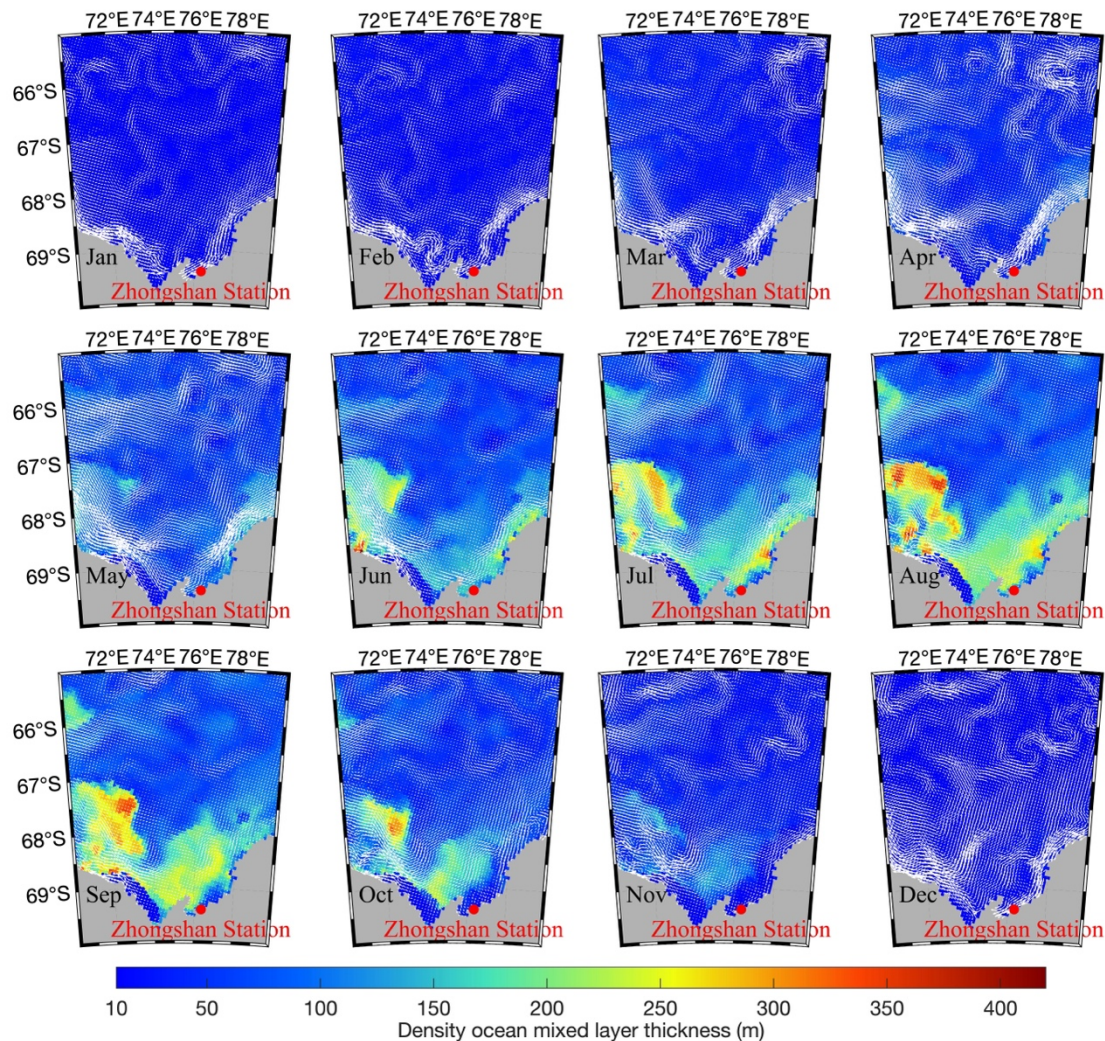 72°E 74°E 76°E 78°E 72°E 74°E 76°E 78°E 72°E 74°E 76°E 78°E 72°E 74°E 76°E 78°E
66°S
67°S
68°S
69°S
Jan Feb Mar Apr
Zhongshan Station Zhongshan Station Zhongshan Station Zhongshan Station
72°E 74°E 76°E 78°E 72°E 74°E 76°E 78°E 72°E 74°E 76°E 78°E 72°E 74°E 76°E 78°E
66°S
67°S
68°S
69°S
May Jun Jul Aug
Zhongshan Station Zhongshan Station Zhongshan Station Zhongshan Station
72°E 74°E 76°E 78°E 72°E 74°E 76°E 78°E 72°E 74°E 76°E 78°E 72°E 74°E 76°E 78°E
66°S
67°S
68°S
69°S
Sep Oct Nov Dec
Zhongshan Station Zhongshan Station Zhongshan Station Zhongshan Station
10 50 100 150 200 250 300 350 400
Density ocean mixed layer thickness (m)